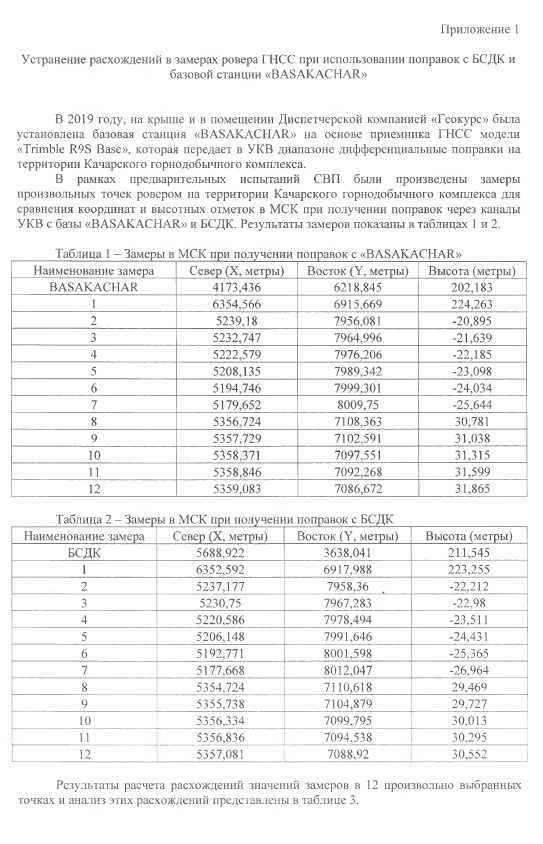 Приложение 1
Устранение расхождений в замерах ровера ГНСС при использовании поправок с БСДК и
базовой станции «BASAKACHAR»
В 2019 году, на крыше и в помещении Диспетчерской компанией «Геокурс» была
установлена базовая станция «BASAKACHAR» на основе приемника ГНСС модели
«Trimble R9S Base», которая передает в УКВ диапазоне дифференциальные поправки на
территории Качарского горнодобычного комплекса.
В рамках предварительных испытаний СВП были произведены замеры
произвольных точек ровером на территории Качарского горнодобычного комплекса для
сравнения координат и высотных отметок в МСК при получении поправок через каналы
УКВ с базы «BASAKACHAR» и БСДК. Результаты замеров показаны в таблицах 1 и 2.
Таблица 1 – Замеры в МСК при получении поправок с «BASAKACHAR»
Наименование замера Север (X, метры) Восток (Y, метры) Высота (метры)
BASAKACHAR 4173,436 6218,845 202,183
1 6354,566 6915,669 224,263
2 5239,18 7956,081 -20,895
3 5232,747 7964,996 -21,639
4 5222,579 7976,206 -22,185
5 5208,135 7989,342 -23,098
6 5194,746 7999,301 -24,034
7 5179,652 8009,75 -25,644
8 5356,724 7108,363 30,781
9 5357,729 7102,591 31,038
10 5358,371 7097,551 31,315
11 5358,846 7092,268 31,599
12 5359,083 7086,672 31,865
Таблица 2 – Замеры в МСК при получении поправок с БСДК
Наименование замера Север (X, метры) Восток (Y, метры) Высота (метры)
БСДК 5688,922 3638,041 211,545
1 6352,592 6917,988 223,255
2 5237,177 7958,36 -22,212
3 5230,75 7967,283 -22,98
4 5220,586 7978,494 -23,511
5 5206,148 7991,646 -24,431
6 5192,771 8001,598 -25,365
7 5177,668 8012,047 -26,964
8 5354,724 7110,618 29,469
9 5355,738 7104,879 29,727
10 5356,334 7099,795 30,013
11 5356,836 7094,538 30,295
12 5357,081 7088,92 30,552
Результаты расчета расхождений значений замеров в 12 произвольно выбранных
точках и анализ этих расхождений представлены в таблице 3.